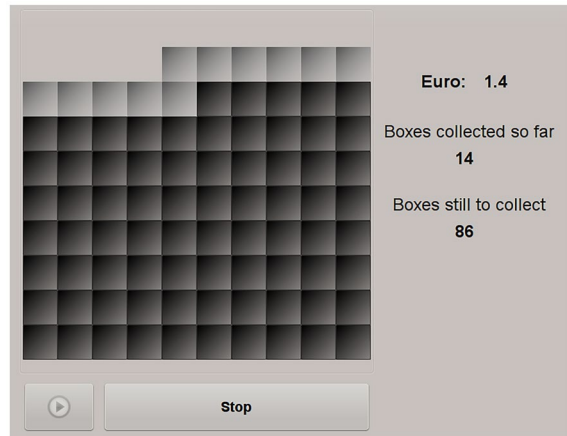 Euro: 1.4
Boxes collected so far
14
Boxes still to collect
86
Stop